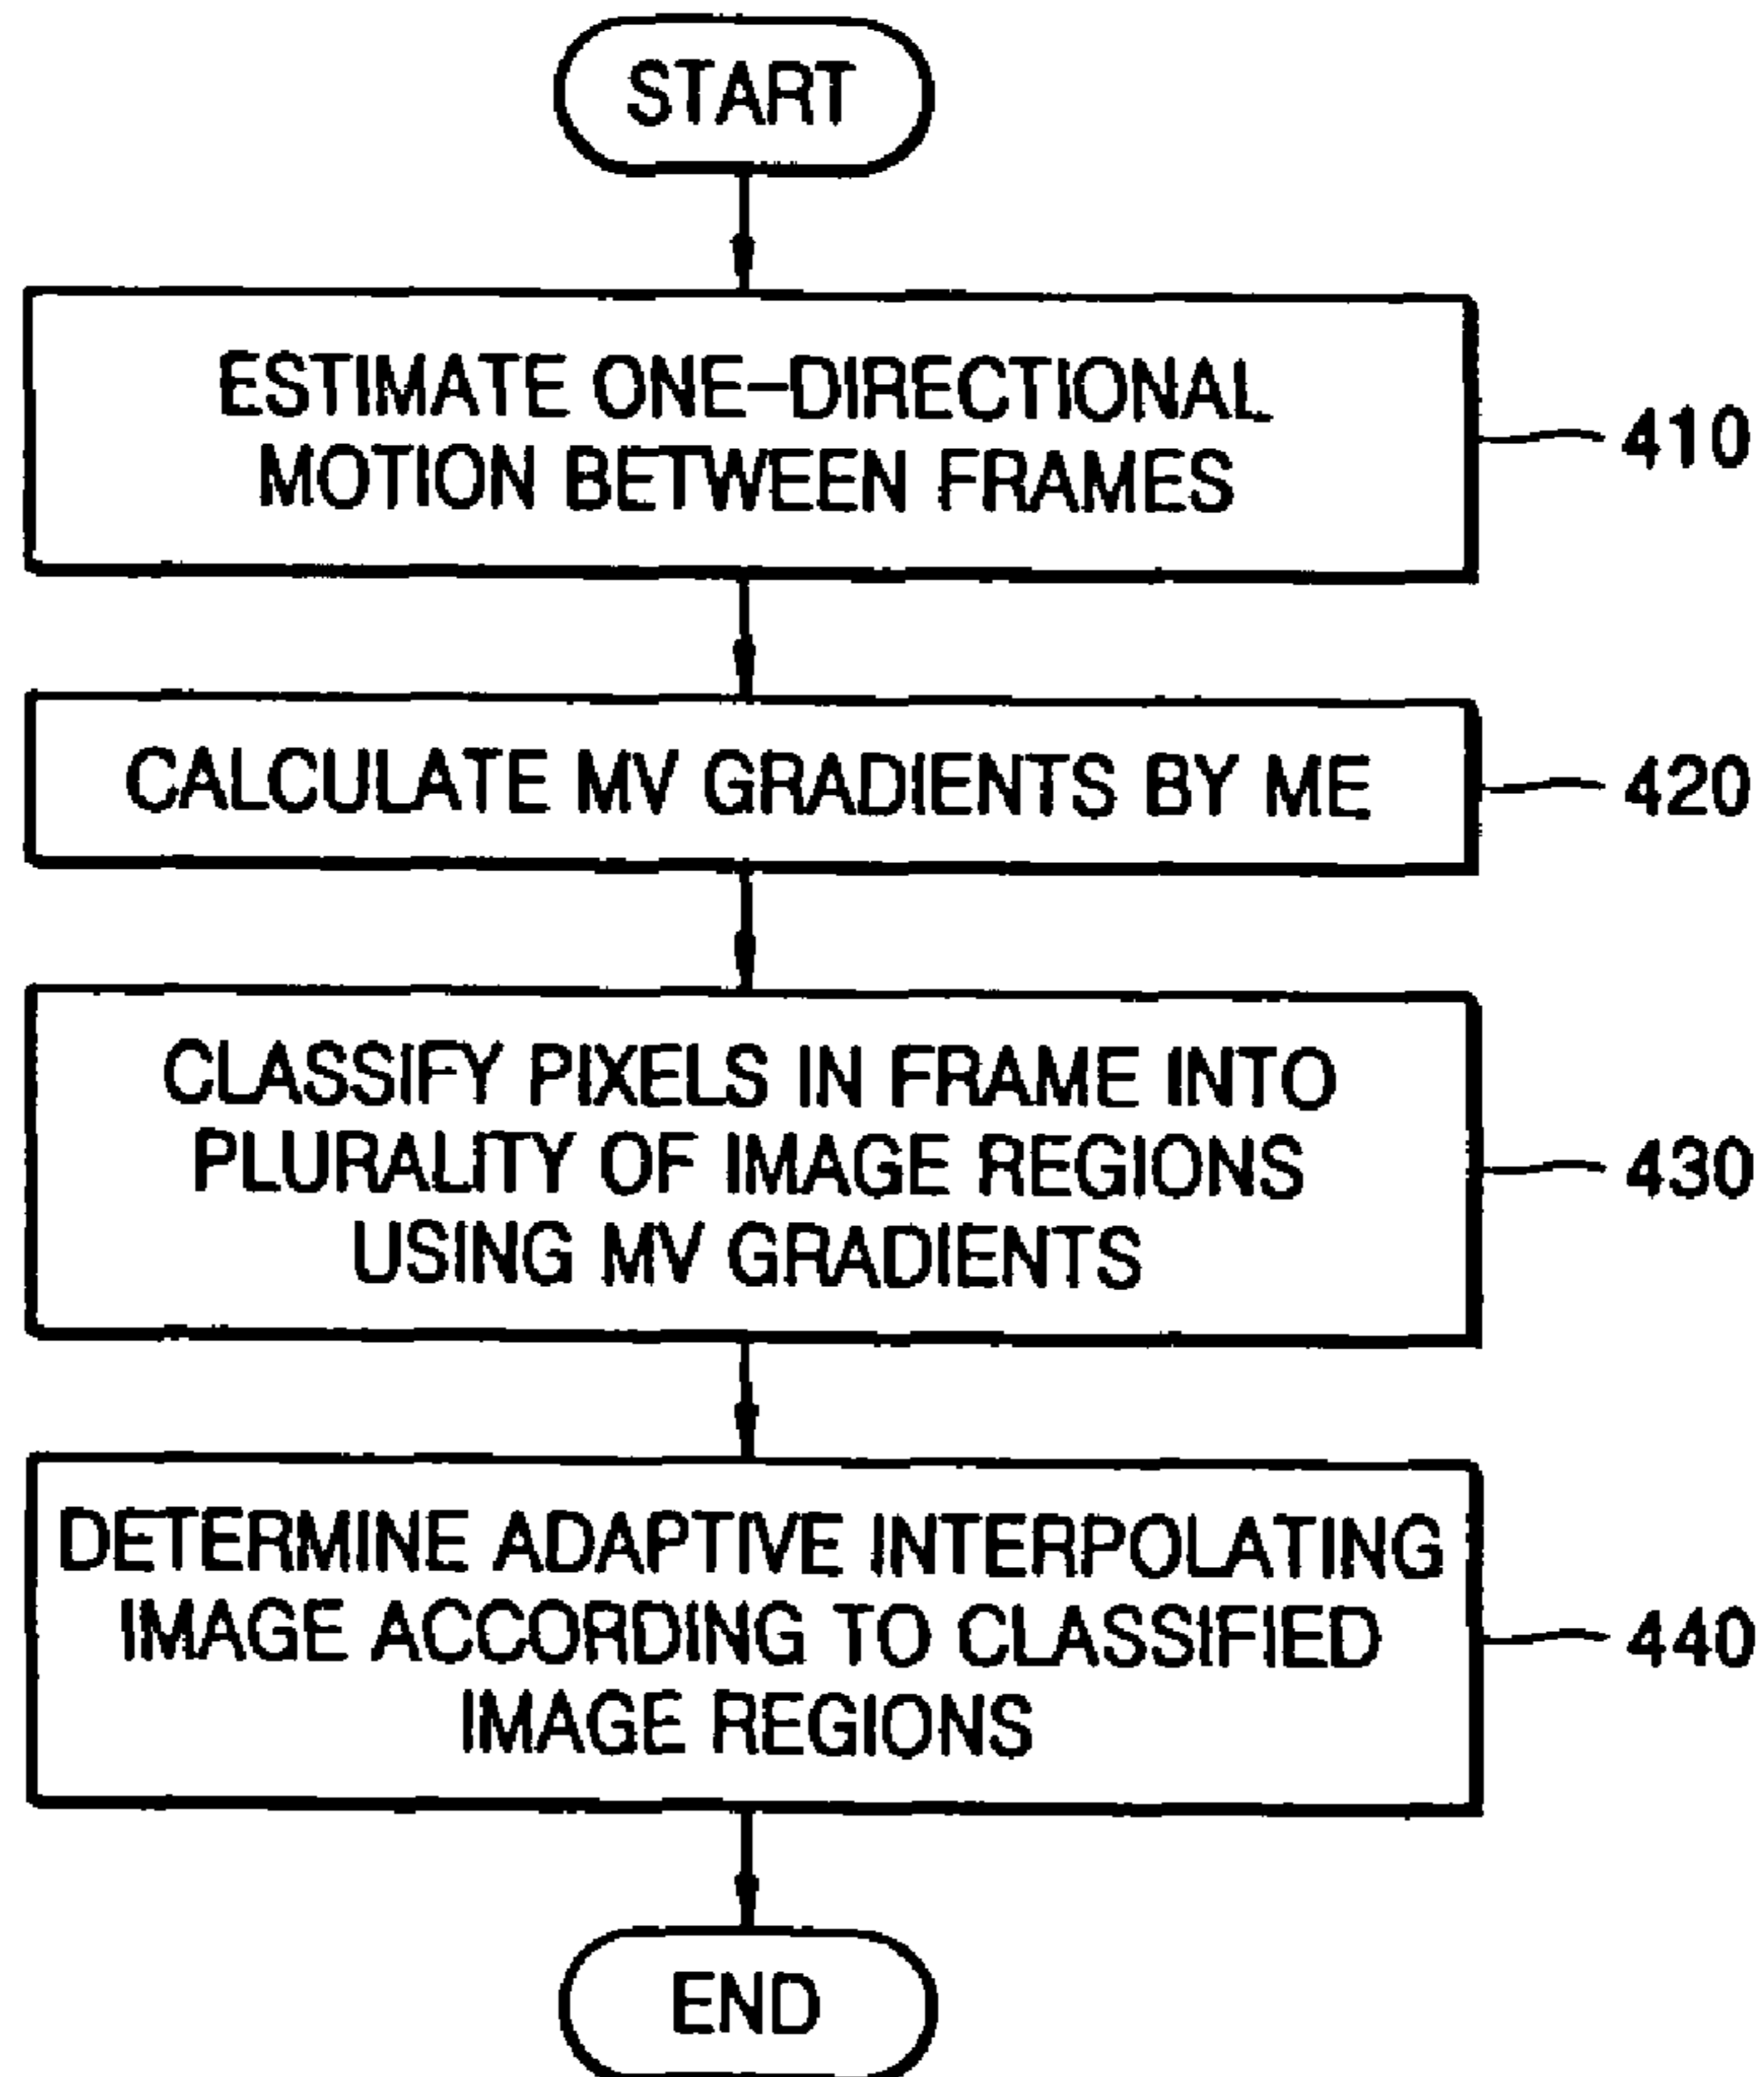 START
ESTIMATE ONE-DIRECTIONAL
MOTION BETWEEN FRAMES
410
CALCULATE MV GRADIENTS BY ME
420
CLASSIFY PIXELS IN FRAME INTO
PLURALITY OF IMAGE REGIONS
USING MV GRADIENTS
430
DETERMINE ADAPTIVE INTERPOLATING
IMAGE ACCORDING TO CLASSIFIED
IMAGE REGIONS
440
END